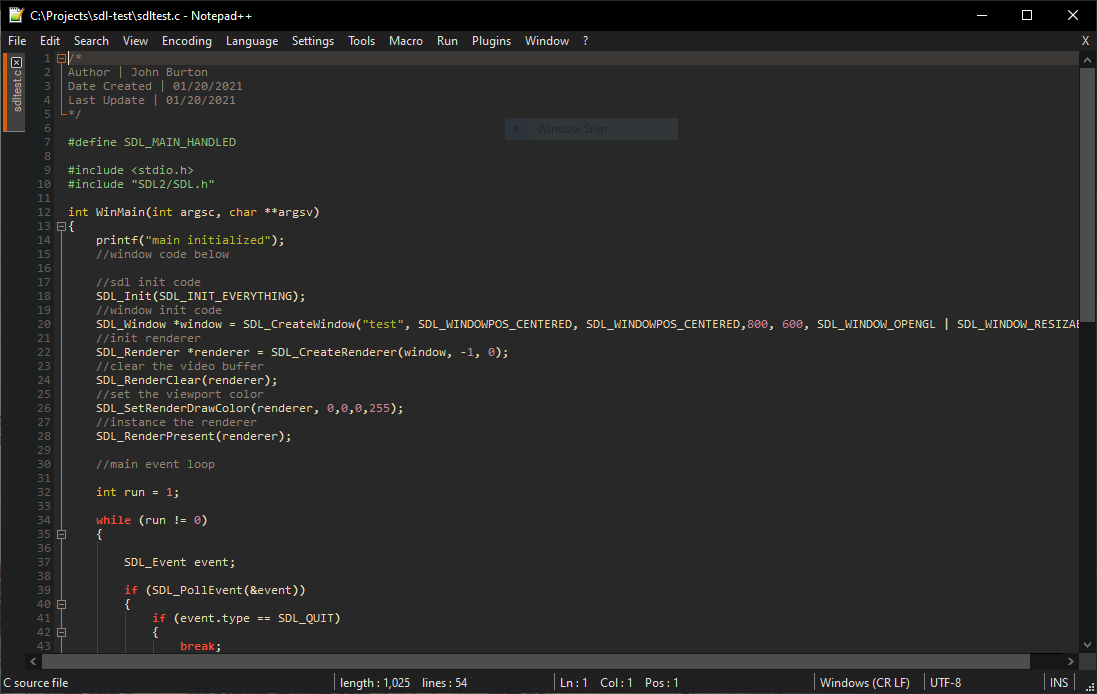 C:\Projects\sdl-test\sdltest.c - Notepad++
File Edit Search View Encoding Language Settings Tools Macro Run Plugins Window ? X
sdltest.c
1 /*
2 Author | John Burton
3 Date Created | 01/20/2021
4 Last Update | 01/20/2021
5 */
6
Window Snip
7 #define SDL_MAIN_HANDLED
8
9 #include <stdio.h>
10 #include "SDL2/SDL.h"
11
12 int WinMain(int argsc, char **argsv)
13 {
14 printf("main initialized");
15 //window code below
16
17 //sdl init code
18 SDL_Init(SDL_INIT_EVERYTHING);
19 //window init code
20 SDL_Window *window = SDL_CreateWindow("test", SDL_WINDOWPOS_CENTERED, SDL_WINDOWPOS_CENTERED,800, 600, SDL_WINDOW_OPENGL | SDL_WINDOW_RESIZAB
21 //init renderer
22 SDL_Renderer *renderer = SDL_CreateRenderer(window, -1, 0);
23 //clear the video buffer
24 SDL_RenderClear(renderer);
25 //set the viewport color
26 SDL_SetRenderDrawColor(renderer, 0,0,0,255);
27 //instance the renderer
28 SDL_RenderPresent(renderer);
29
30 //main event loop
31
32 int run = 1;
33
34 while (run != 0)
35 {
36
37 SDL_Event event;
38
39 if (SDL_PollEvent(&event))
40 {
41 if (event.type == SDL_QUIT)
42 {
43 break;
C source file length : 1,025 lines : 54 Ln : 1 Col : 1 Pos : 1 Windows (CR LF) UTF-8 INS